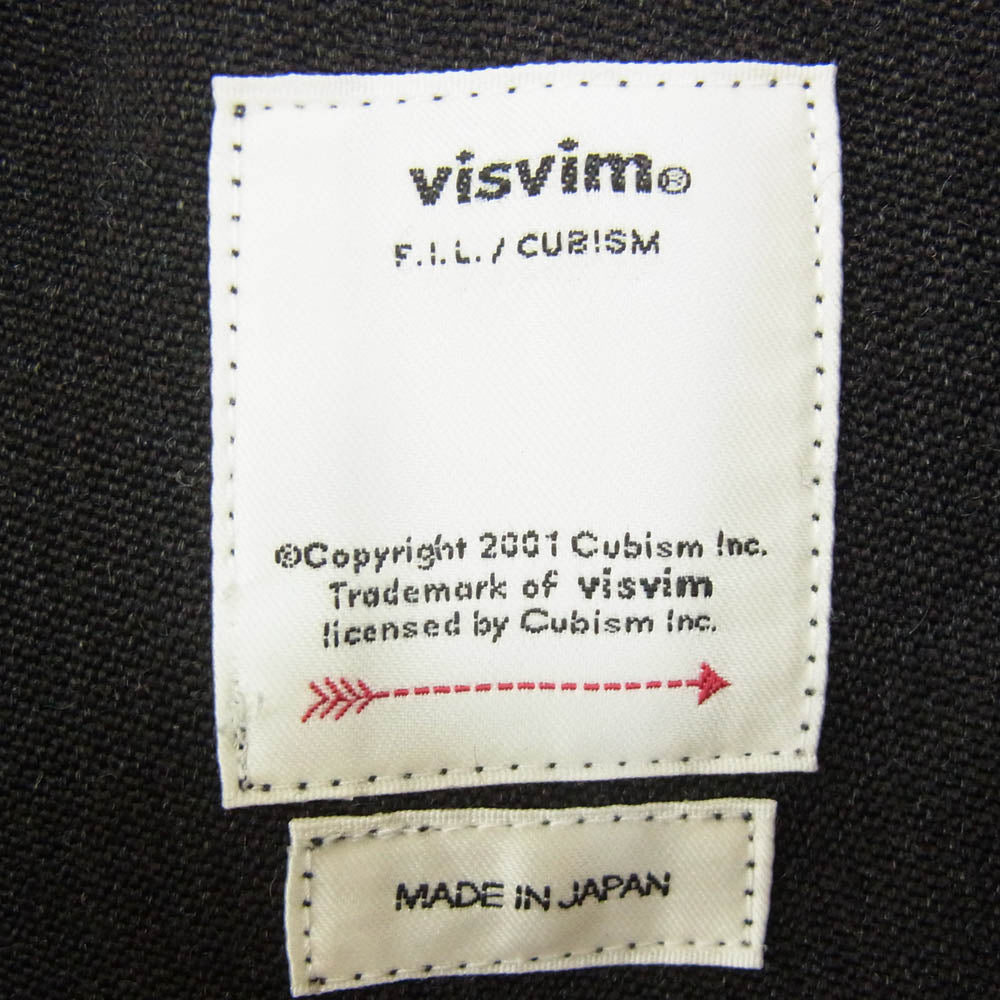 visvim®
F.I.L. / CUBISM
©Copyright 2001 Cubism Inc.
Trademark of visvim
licensed by Cubism Inc.
MADE IN JAPAN